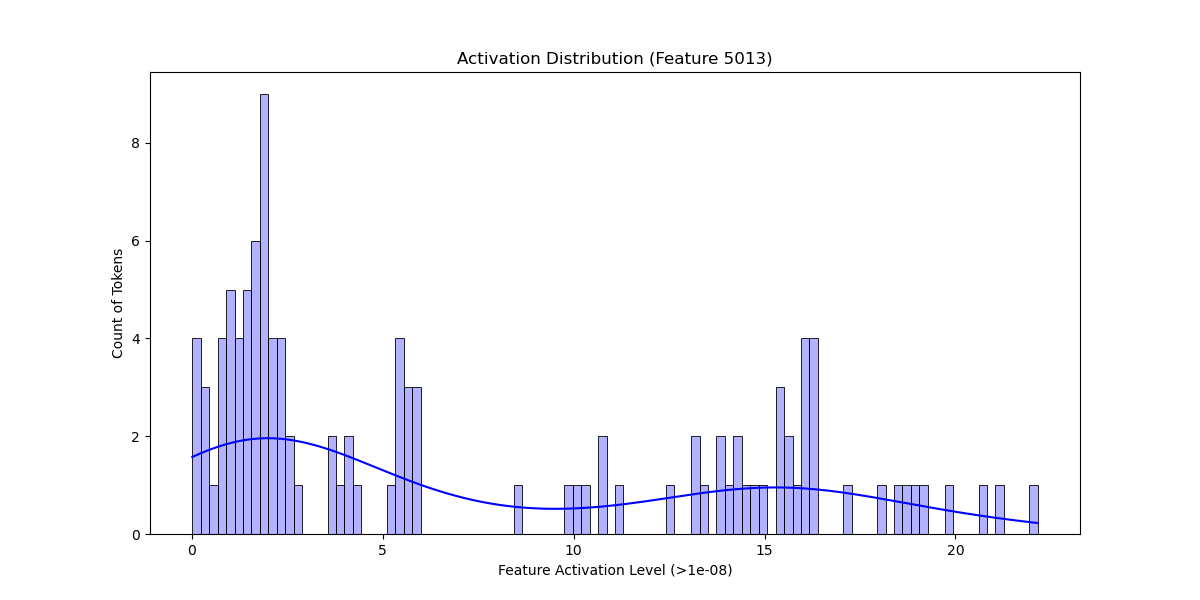 Activation Distribution (Feature 5013)
8
6
4
2
0
Count of Tokens
0 5 10 15 20
Feature Activation Level (>1e-08)